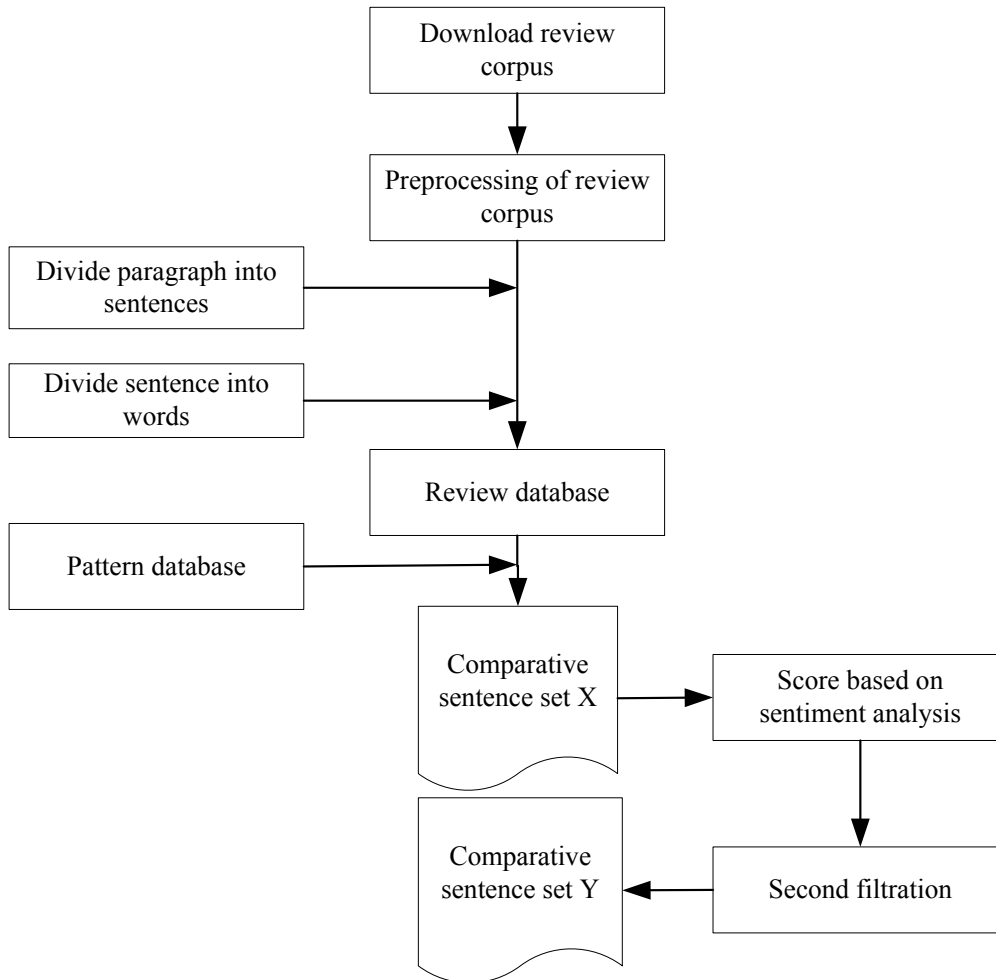 Download review
corpus
Preprocessing of review
corpus
Divide paragraph into
sentences
Divide sentence into
words
Review database
Pattern database
Comparative
sentence set X
Score based on
sentiment analysis
Comparative
sentence set Y
Second filtration